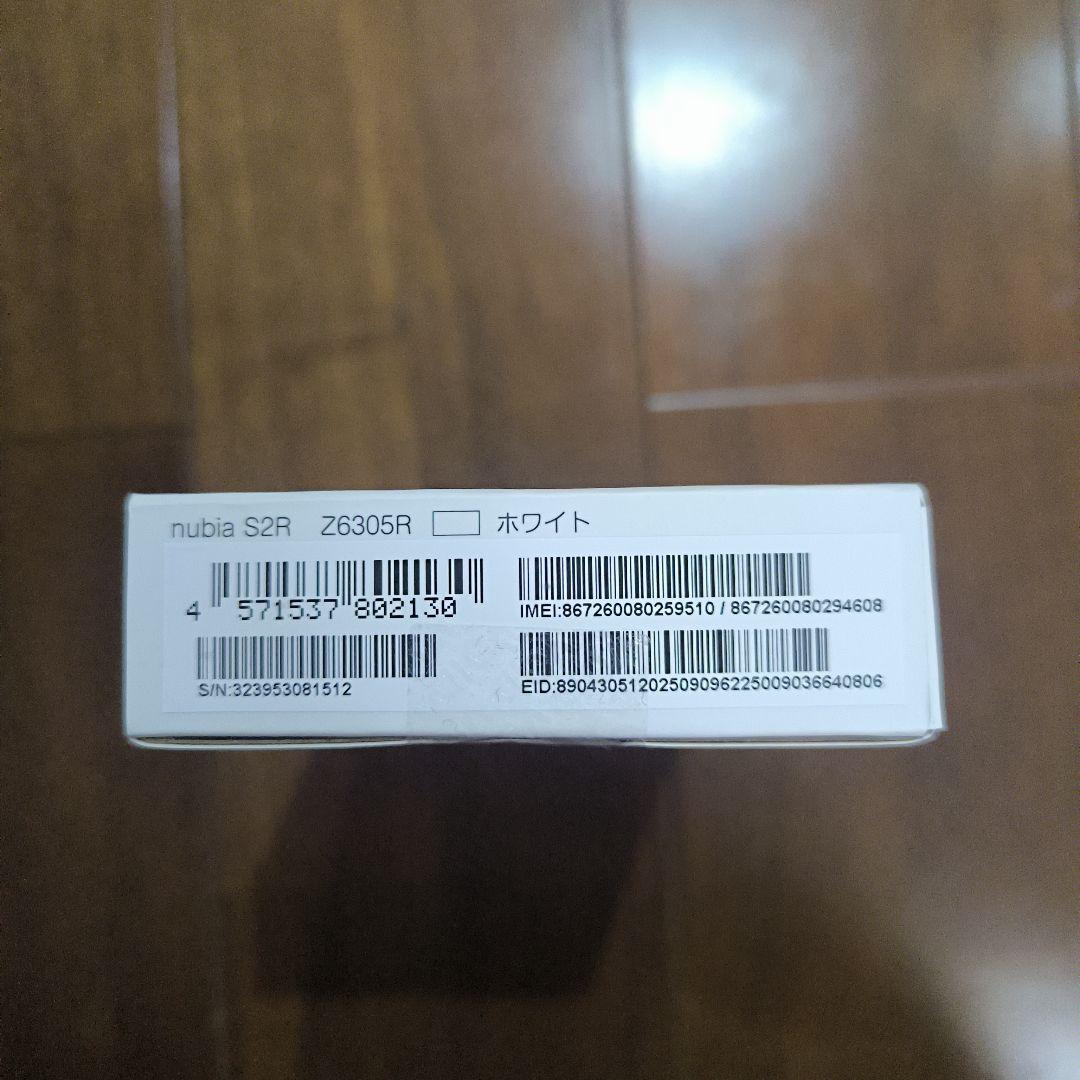 nubia S2R Z6305R ホワイト
4 571537 802130
IMEI:867260080259510 / 867260080294608
S/N:323953081512
EID:89043051202509096225009036640806